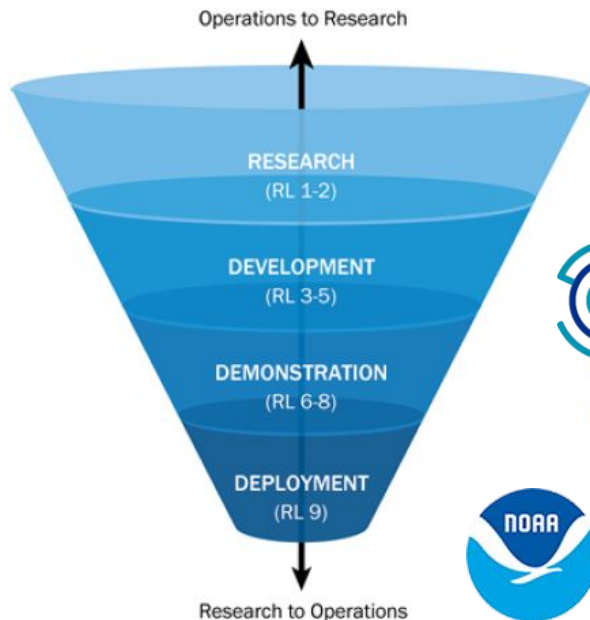 Operations to Research
RESEARCH
(RL 1-2)
DEVELOPMENT
(RL 3-5)
DEMONSTRATION
(RL 6-8)
DEPLOYMENT
(RL 9)
NOAA
Research to Operations